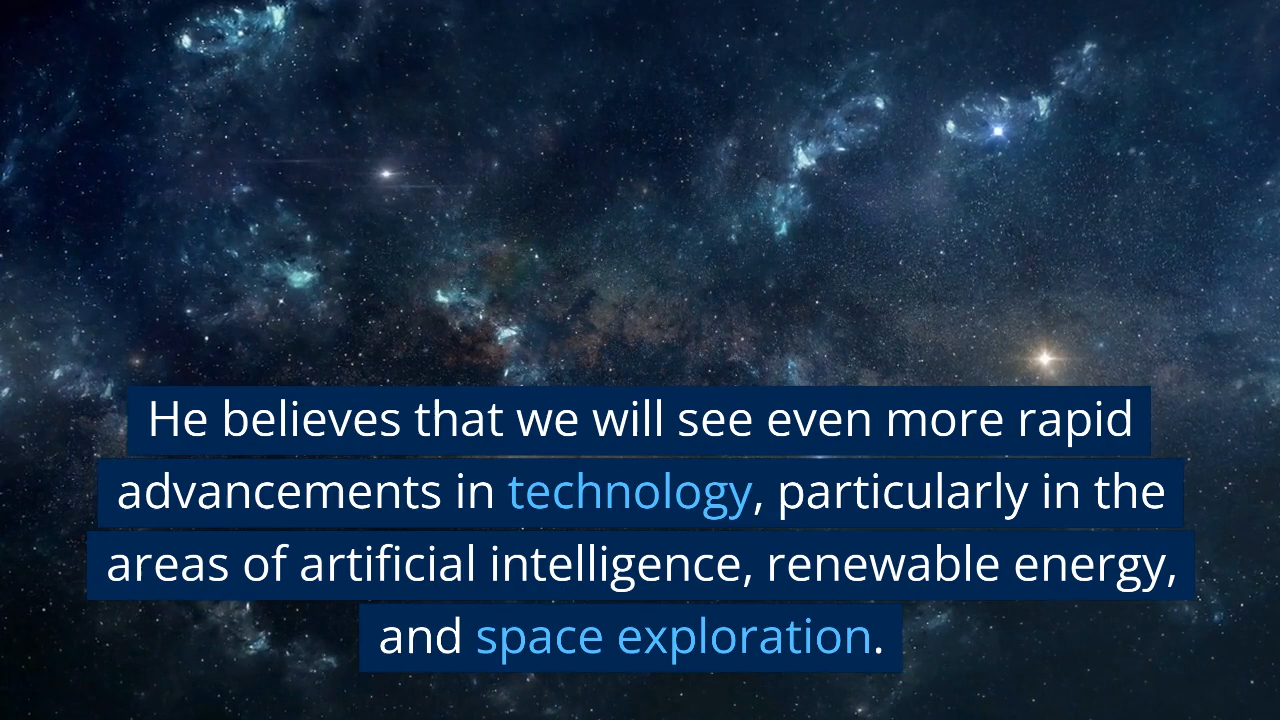 He believes that we will see even more rapid
advancements in technology, particularly in the
areas of artificial intelligence, renewable energy,
and space exploration.